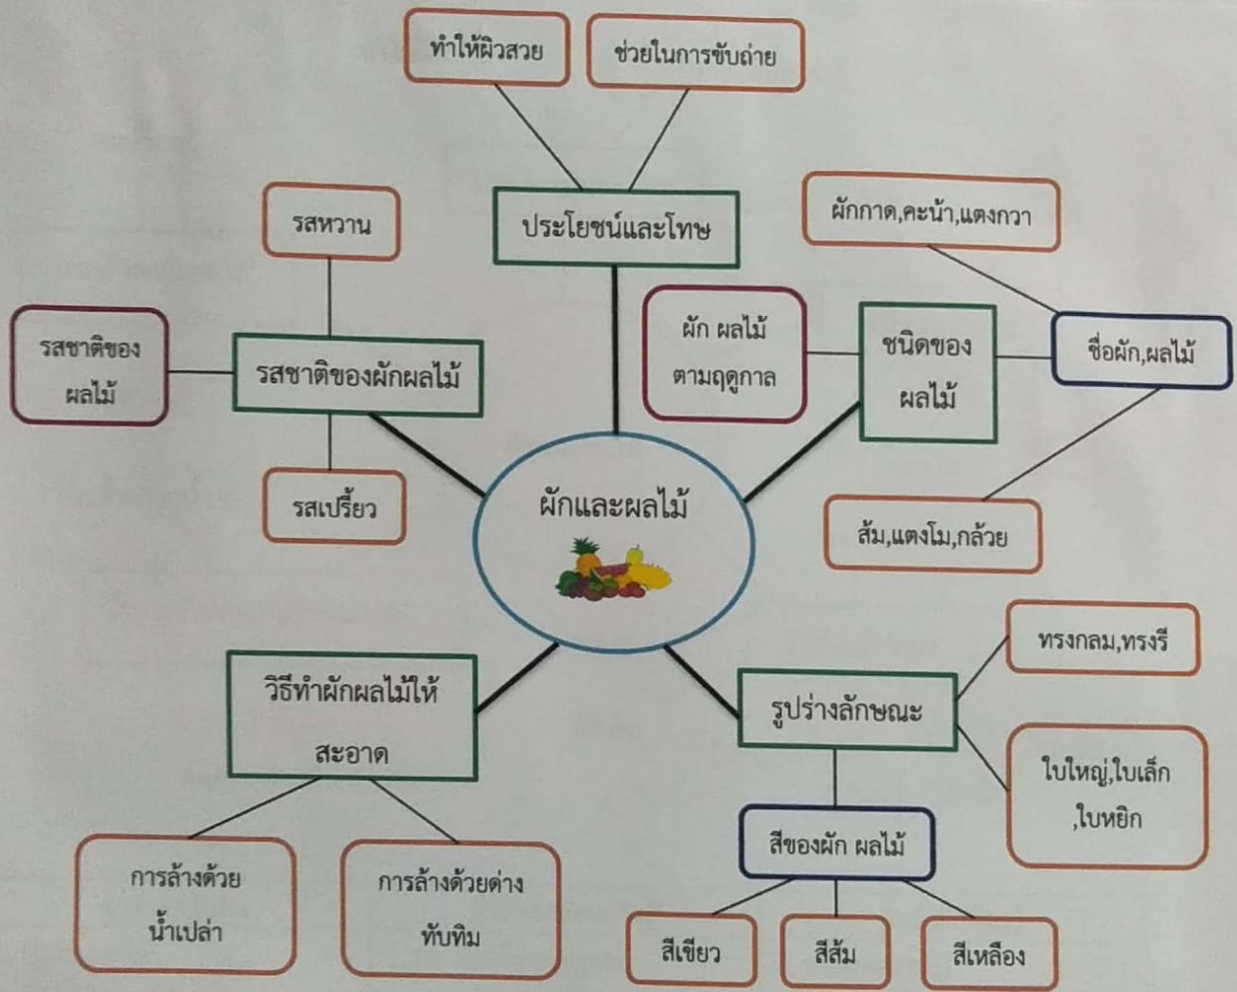 ทำให้ผิวสวย
ช่วยในการขับถ่าย
ประโยชน์และโทษ
รสหวาน
รสชาติของ
ผลไม้
รสชาติของผักผลไม้
รสเปรี้ยว
ผักกาด,คะน้า,แตงกวา
ผัก ผลไม้
ตามฤดูกาล
ชนิดของ
ผลไม้
ชื่อผัก,ผลไม้
ส้ม,แตงโม,กล้วย
ผักและผลไม้
วิธีทำผักผลไม้ให้
สะอาด
การล้างด้วย
น้ำเปล่า
การล้างด้วยด่าง
ทับทิม
รูปร่างลักษณะ
ทรงกลม,ทรงรี
ใบใหญ่,ใบเล็ก
,ใบหยิก
สีของผัก ผลไม้
สีเขียว
สีส้ม
สีเหลือง